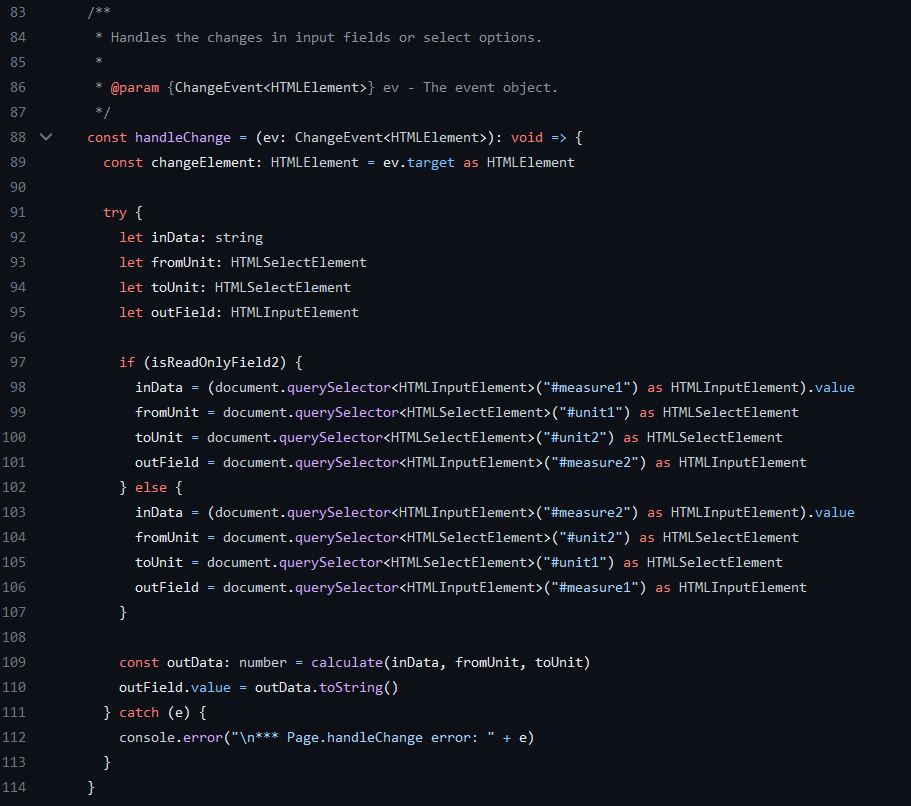 83 /**
84 * Handles the changes in input fields or select options.
85 *
86 * @param {ChangeEvent<HTMLElement>} ev - The event object.
87 */
88 const handleChange = (ev: ChangeEvent<HTMLElement>): void => {
89 const changeElement: HTMLElement = ev.target as HTMLElement
90
91 try {
92 let inData: string
93 let fromUnit: HTMLSelectElement
94 let toUnit: HTMLSelectElement
95 let outField: HTMLInputElement
96
97 if (isReadOnlyField2) {
98 inData = (document.querySelector<HTMLInputElement>("#measure1") as HTMLInputElement).value
99 fromUnit = document.querySelector<HTMLSelectElement>("#unit1") as HTMLSelectElement
100 toUnit = document.querySelector<HTMLSelectElement>("#unit2") as HTMLSelectElement
101 outField = document.querySelector<HTMLInputElement>("#measure2") as HTMLInputElement
102 } else {
103 inData = (document.querySelector<HTMLInputElement>("#measure2") as HTMLInputElement).value
104 fromUnit = document.querySelector<HTMLSelectElement>("#unit2") as HTMLSelectElement
105 toUnit = document.querySelector<HTMLSelectElement>("#unit1") as HTMLSelectElement
106 outField = document.querySelector<HTMLInputElement>("#measure1") as HTMLInputElement
107 }
108
109 const outData: number = calculate(inData, fromUnit, toUnit)
110 outField.value = outData.toString()
111 } catch (e) {
112 console.error("\n*** Page.handleChange error: " + e)
113 }
114 }